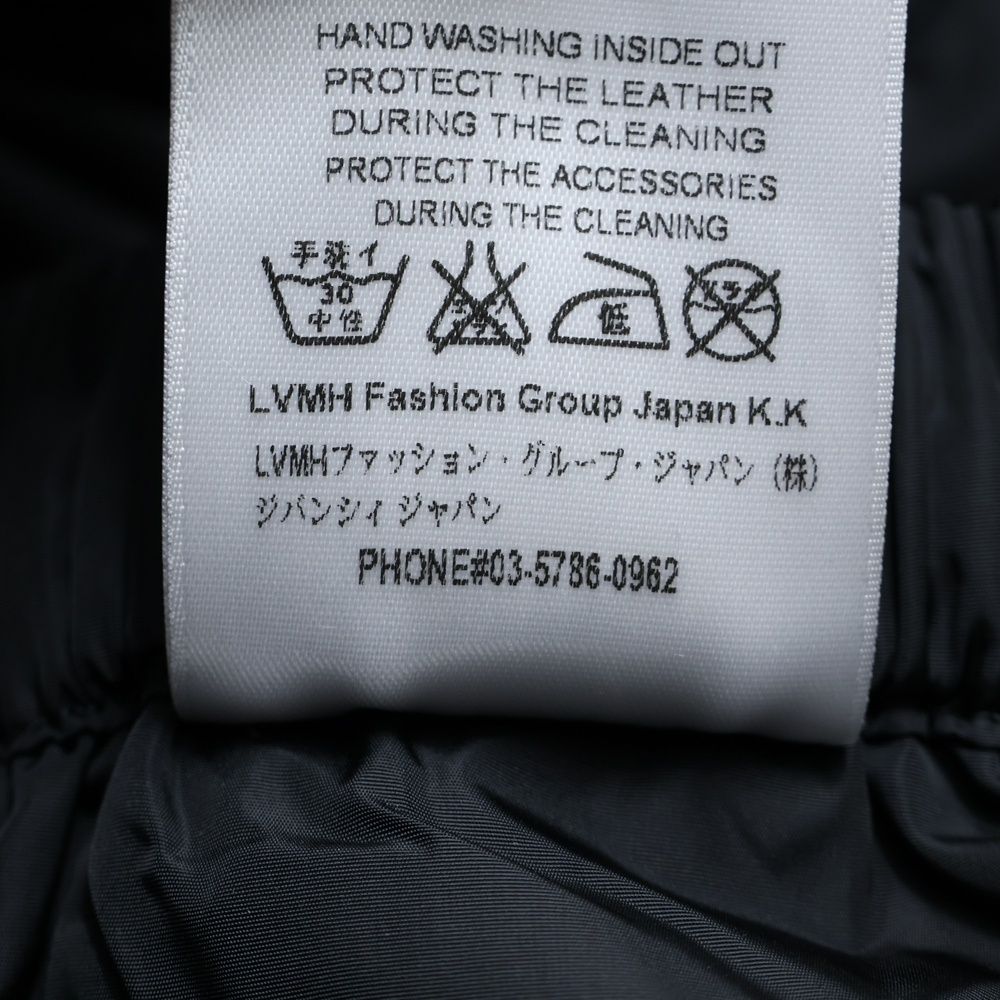 HAND WASHING INSIDE OUT
PROTECT THE LEATHER
DURING THE CLEANING
PROTECT THE ACCESSORIES
DURING THE CLEANING
手洗イ
30
中性
低
LVMH Fashion Group Japan K.K
LVMHファッション・グループ・ジャパン (株)
ジバンシィ ジャパン
PHONE#03-5786-0962